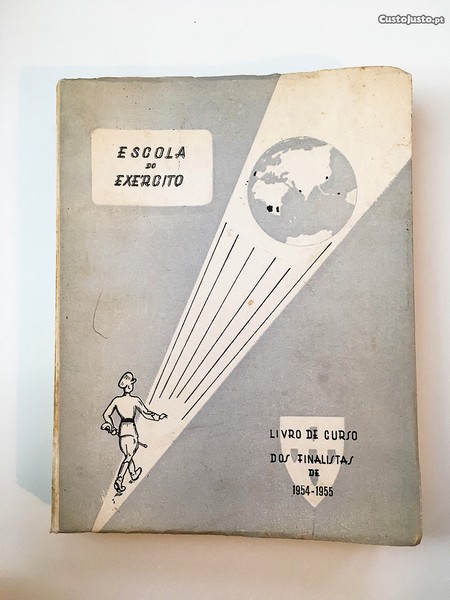 CustoJusto.pt
ESCOLA
DO
EXÉRCITO
LIVRO DE CURSO
DOS FINALISTAS
DE
1954-1955